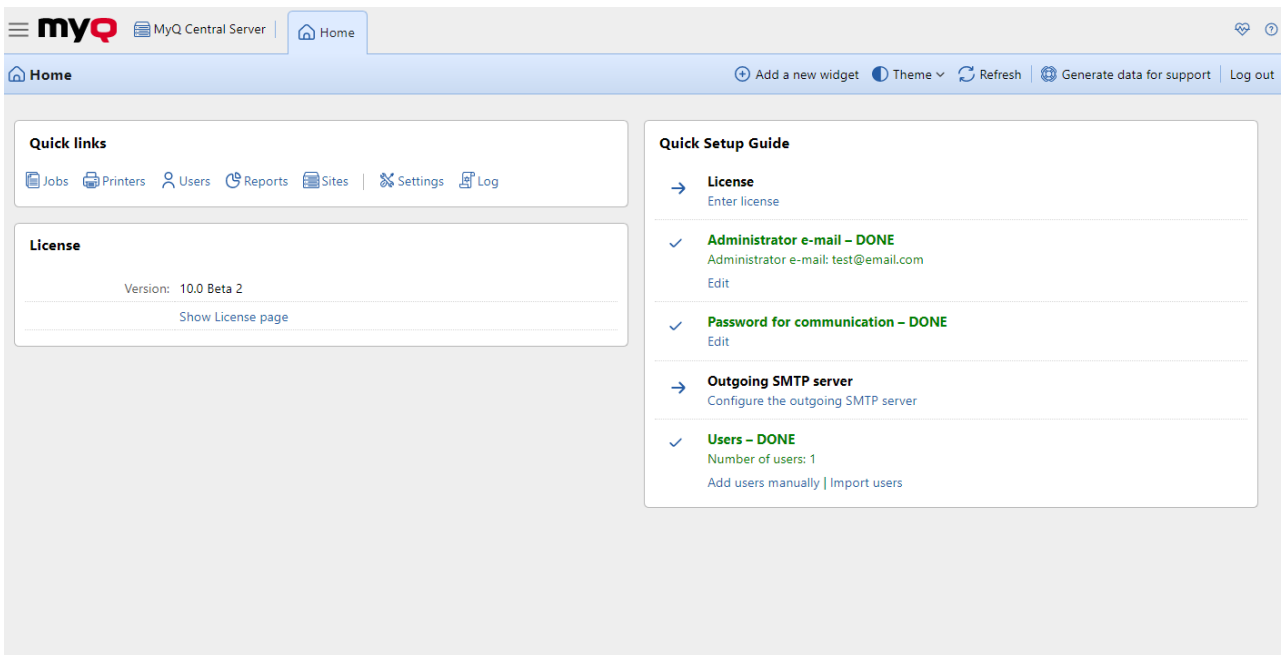 myQ MyQ Central Server Home
Home Add a new widget Theme Refresh Generate data for support Log out
Quick links
Jobs Printers Users Reports Sites Settings Log
License
Version: 10.0 Beta 2
Show License page
Quick Setup Guide
License
Enter license
Administrator e-mail – DONE
Administrator e-mail: test@email.com
Edit
Password for communication – DONE
Edit
Outgoing SMTP server
Configure the outgoing SMTP server
Users – DONE
Number of users: 1
Add users manually | Import users